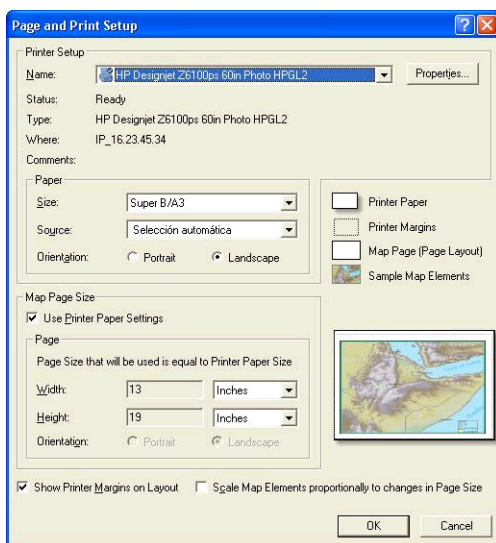 Page and Print Setup
Printer Setup
Name: HP Designjet Z6100ps 60in Photo HPGL2 Properties...
Status: Ready
Type: HP Designjet Z6100ps 60in Photo HPGL2
Where: IP_16.23.45.34
Comments:
Paper
Size: Super B/A3
Source: Selección automática
Orientation: Portrait Landscape
Printer Paper
Printer Margins
Map Page (Page Layout)
Sample Map Elements
Map Page Size
Use Printer Paper Settings
Page
Page Size that will be used is equal to Printer Paper Size
Width: 13 Inches
Height: 19 Inches
Orientation: Portrait Landscape
Show Printer Margins on Layout Scale Map Elements proportionally to changes in Page Size
OK Cancel